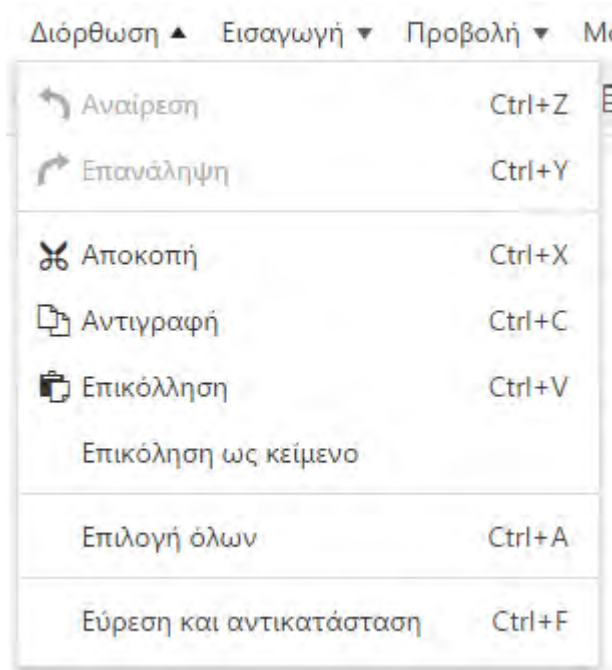 Διόρθωση ▲ Εισαγωγή ▼ Προβολή ▼
Αναίρεση Ctrl+Z
Επανάληψη Ctrl+Y
Αποκοπή Ctrl+X
Αντιγραφή Ctrl+C
Επικόλληση Ctrl+V
Επικόληση ως κείμενο
Επιλογή όλων Ctrl+A
Εύρεση και αντικατάσταση Ctrl+F